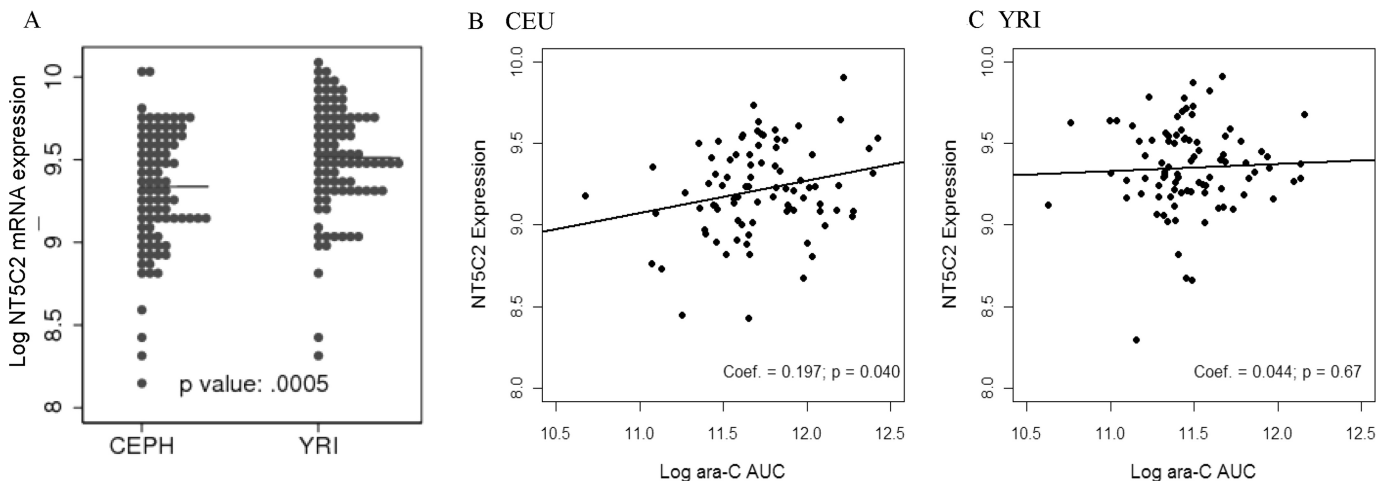 A
Log NT5C2 mRNA expression
10
9.5
9
8.5
8
p value: .0005
CEPH YRI
B CEU
NT5C2 Expression
10.0
9.5
9.0
8.5
8.0
Coef. = 0.197; p = 0.040
10.5 11.0 11.5 12.0 12.5
Log ara-C AUC
C YRI
NT5C2 Expression
10.0
9.5
9.0
8.5
8.0
Coef. = 0.044; p = 0.67
10.5 11.0 11.5 12.0 12.5
Log ara-C AUC